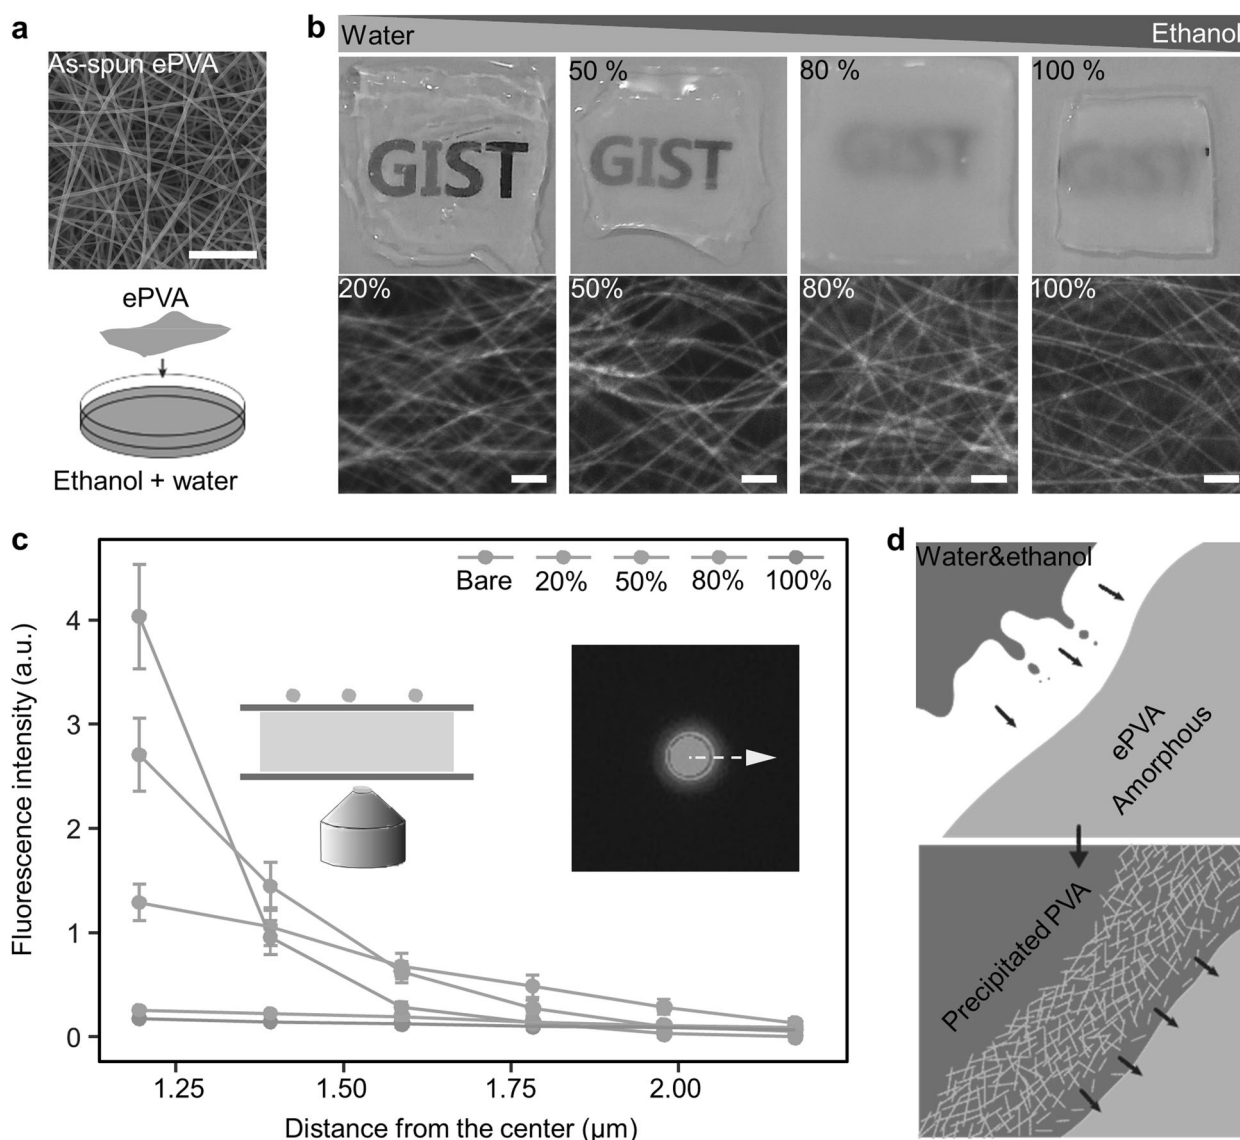 a
As-spun ePVA
ePVA
Ethanol + water
b
Water
Ethanol
50 %
80 %
100 %
GIST
GIST
GIST
GIST
20%
50%
80%
100%
c
Bare
20%
50%
80%
100%
Fluorescence intensity (a.u.)
4
3
2
1
0
1.25
1.50
1.75
2.00
Distance from the center (µm)
d
Water&ethanol
ePVA
Amorphous
Precipitated PVA